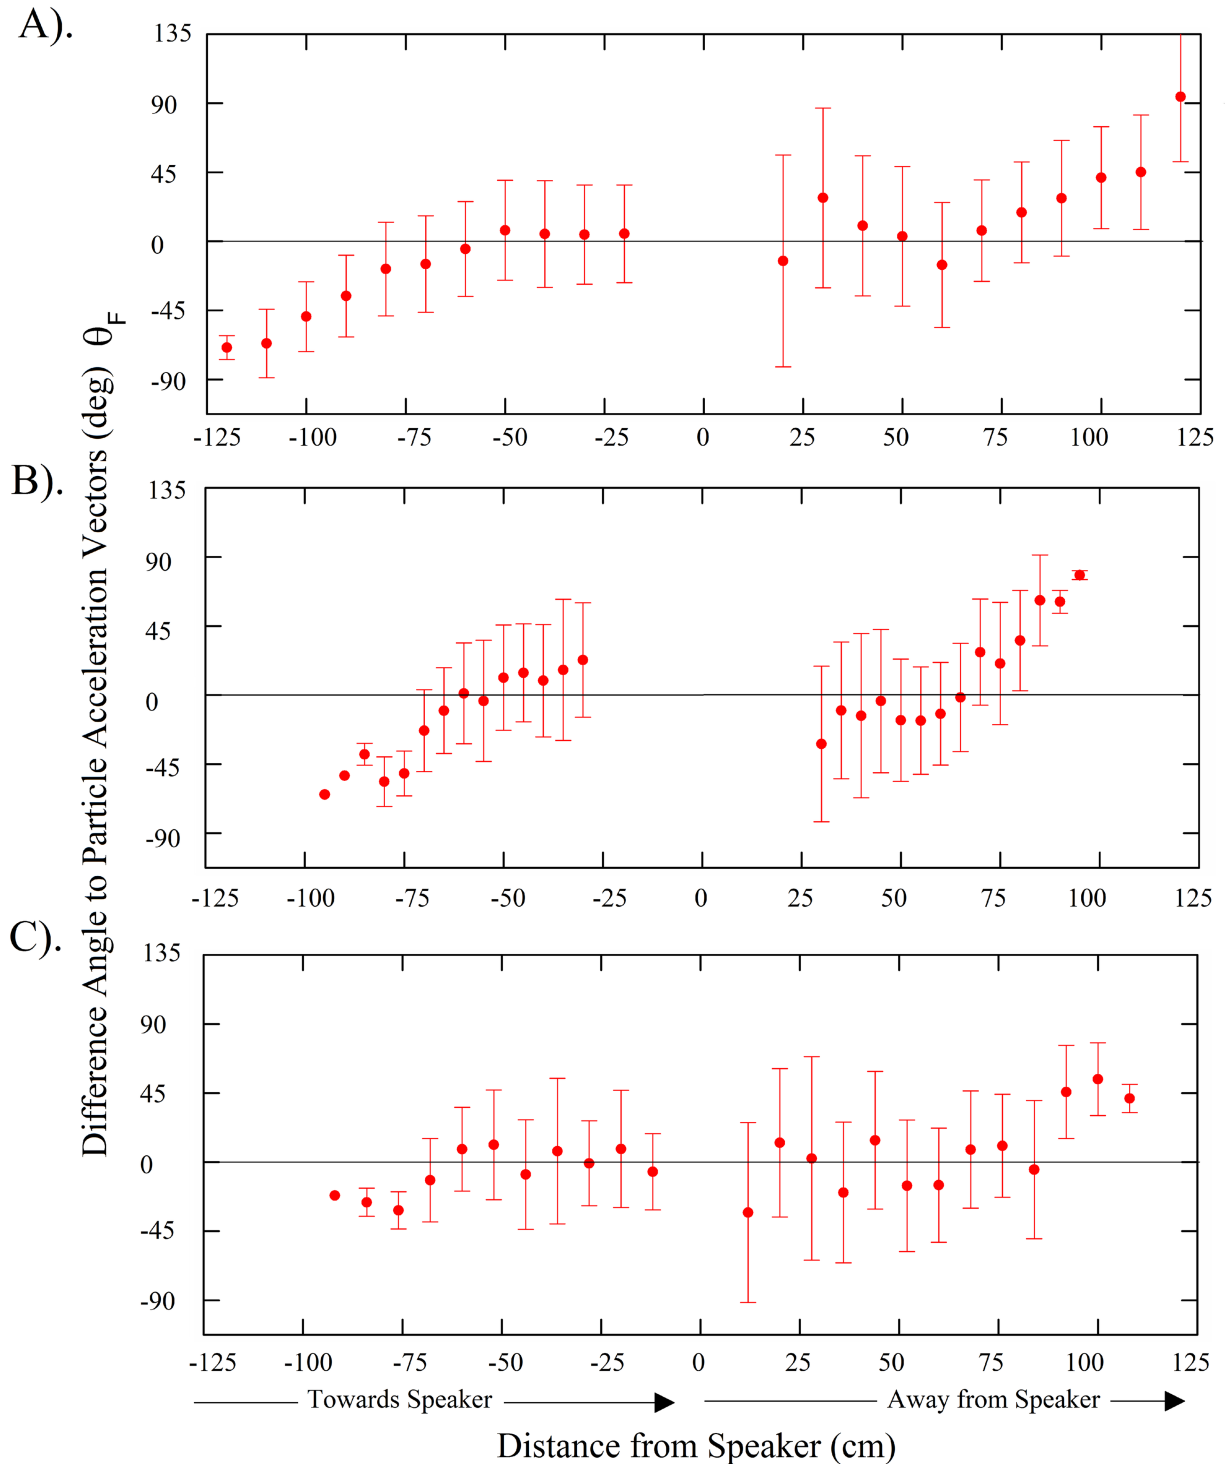 A).
135
90
45
0
-45
-90
-125 -100 -75 -50 -25 0 25 50 75 100 125
B).
135
90
45
0
-45
-90
-125 -100 -75 -50 -25 0 25 50 75 100 125
C).
135
90
45
0
-45
-90
-125 -100 -75 -50 -25 0 25 50 75 100 125
Difference Angle to Particle Acceleration Vectors (deg) θF
Towards Speaker Away from Speaker
Distance from Speaker (cm)